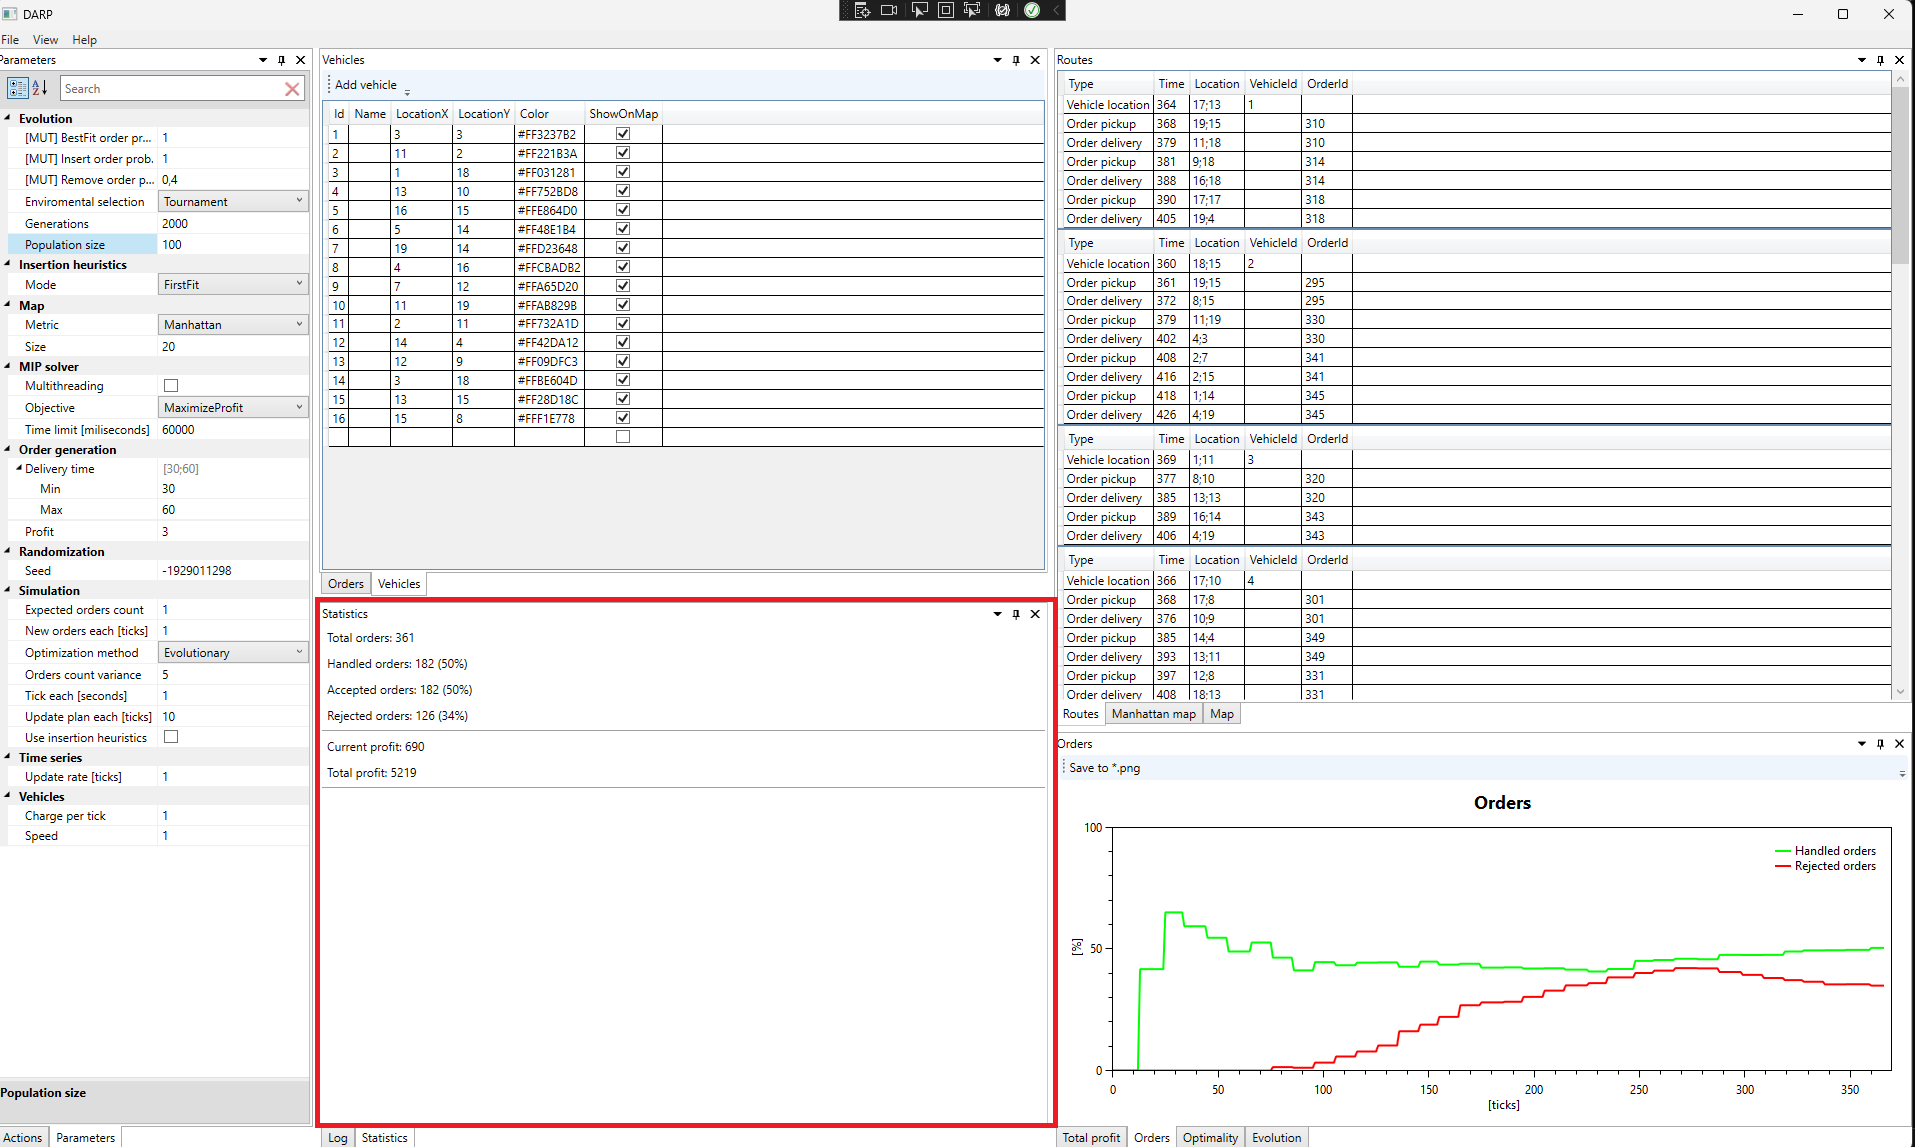 DARP
File View Help
Parameters
Search
Evolution
[MUT] BestFit order pr... 1
[MUT] Insert order prob. 1
[MUT] Remove order p... 0,4
Enviromental selection Tournament
Generations 2000
Population size 100
Insertion heuristics
Mode FirstFit
Map
Metric Manhattan
Size 20
MIP solver
Multithreading
Objective MaximizeProfit
Time limit [miliseconds] 60000
Order generation
Delivery time [30;60]
Min 30
Max 60
Profit 3
Randomization
Seed -1929011298
Simulation
Expected orders count 1
New orders each [ticks] 1
Optimization method Evolutionary
Orders count variance 5
Tick each [seconds] 1
Update plan each [ticks] 10
Use insertion heuristics
Time series
Update rate [ticks] 1
Vehicles
Charge per tick 1
Speed 1
Population size
Actions Parameters
Vehicles
Add vehicle
Id Name LocationX LocationY Color ShowOnMap
1 3 3 #FF3237B2
2 11 2 #FF221B3A
3 1 18 #FF031281
4 13 10 #FF752BD8
5 16 15 #FFE864D0
6 5 14 #FF48E1B4
7 19 14 #FFD23648
8 4 16 #FFCBADB2
9 7 12 #FFA65D20
10 11 19 #FFAB829B
11 2 11 #FF732A1D
12 14 4 #FF42DA12
13 12 9 #FF09DFC3
14 3 18 #FFBE604D
15 13 15 #FF28D18C
16 15 8 #FFF1E778
Orders Vehicles
Statistics
Total orders: 361
Handled orders: 182 (50%)
Accepted orders: 182 (50%)
Rejected orders: 126 (34%)
Current profit: 690
Total profit: 5219
Log Statistics
Routes
Type Time Location VehicleId OrderId
Vehicle location 364 17;13 1
Order pickup 368 19;15 310
Order delivery 379 11;18 310
Order pickup 381 9;18 314
Order delivery 388 16;18 314
Order pickup 390 17;17 318
Order delivery 405 19;4 318
Type Time Location VehicleId OrderId
Vehicle location 360 18;15 2
Order pickup 361 19;15 295
Order delivery 372 8;15 295
Order pickup 379 11;19 330
Order delivery 402 4;3 330
Order pickup 408 2;7 341
Order delivery 416 2;15 341
Order pickup 418 1;14 345
Order delivery 426 4;19 345
Type Time Location VehicleId OrderId
Vehicle location 369 1;11 3
Order pickup 377 8;10 320
Order delivery 385 13;13 320
Order pickup 389 16;14 343
Order delivery 406 4;19 343
Type Time Location VehicleId OrderId
Vehicle location 366 17;10 4
Order pickup 368 17;8 301
Order delivery 376 10;9 301
Order pickup 385 14;4 349
Order delivery 393 13;11 349
Order pickup 397 12;8 331
Order delivery 408 18;13 331
Routes Manhattan map Map
Orders
Save to *.png
Orders
Handled orders
Rejected orders
100
50
0
[%]
0 50 100 150 200 250 300 350
[ticks]
Total profit Orders Optimality Evolution